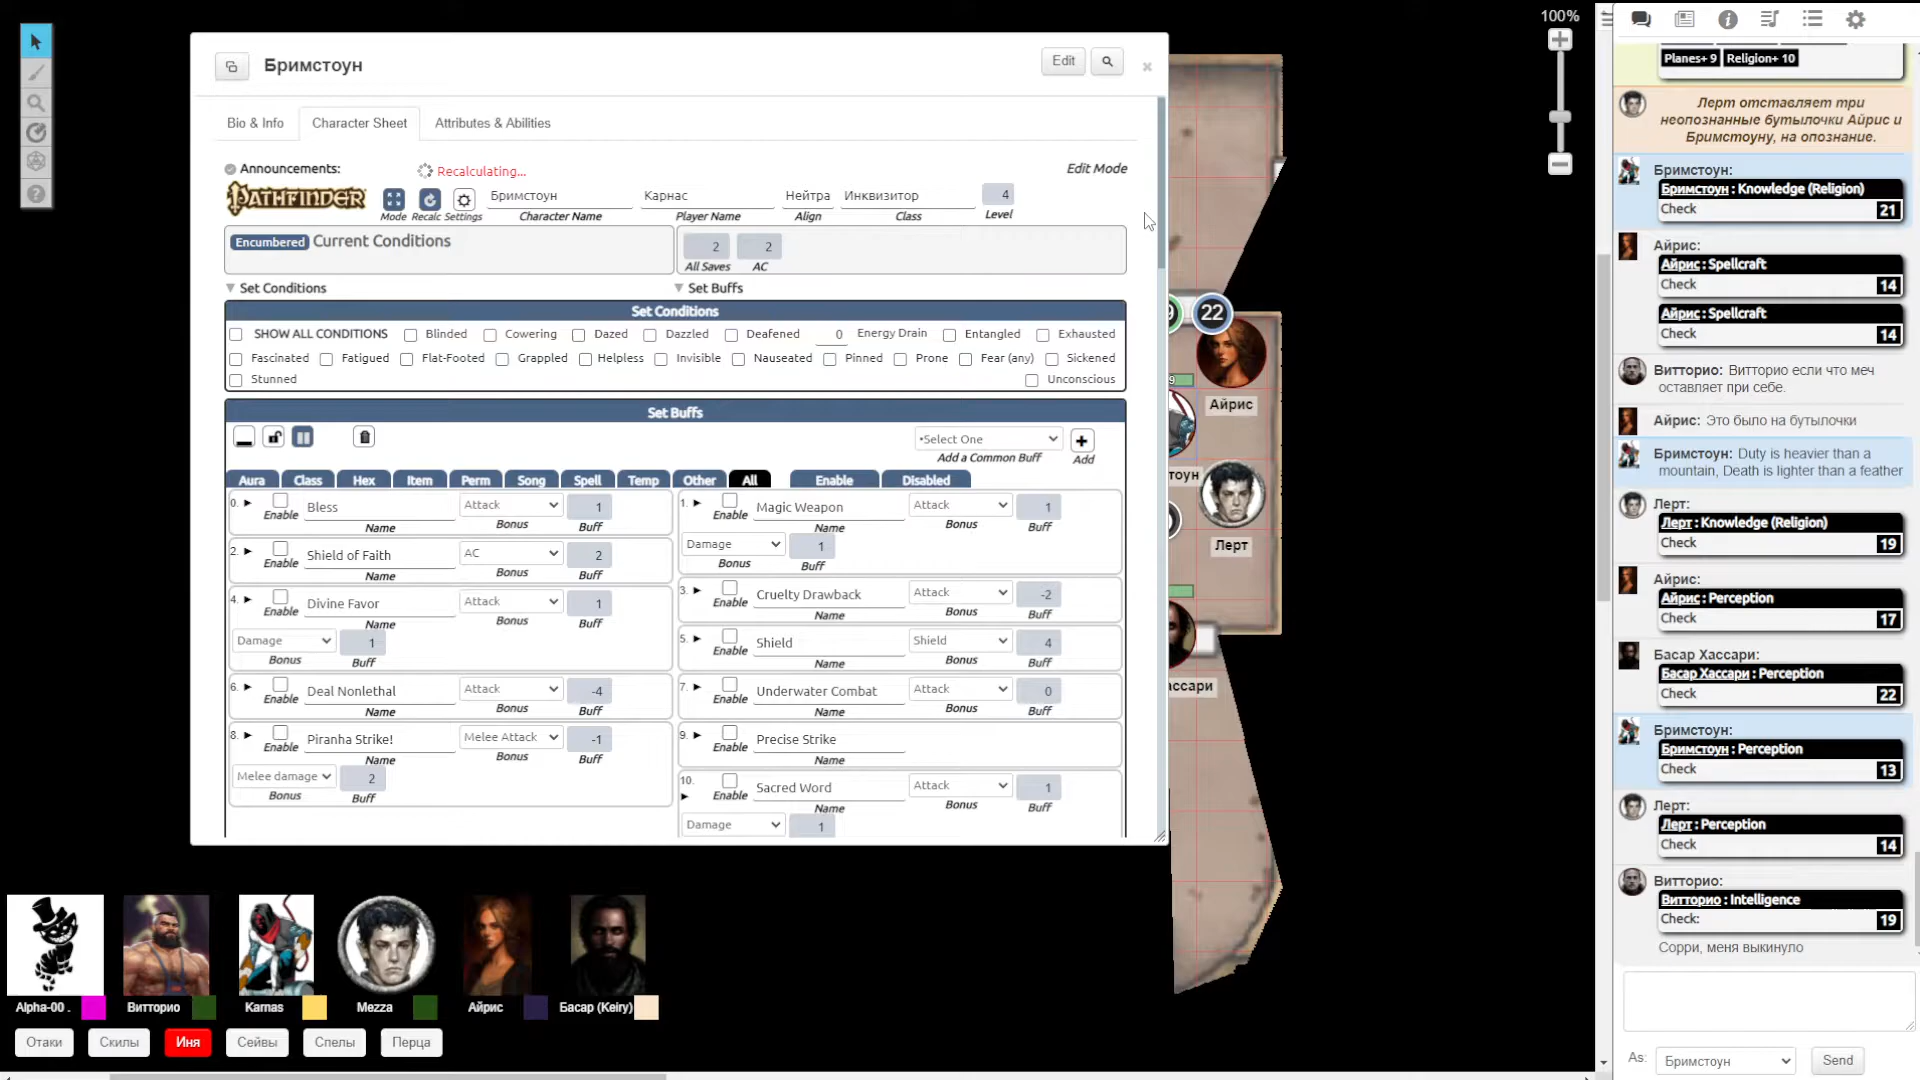 100%
Бримстоун
Edit
Bio & Info
Character Sheet
Attributes & Abilities
Announcements:
Recalculating...
Edit Mode
PATHFINDER
Mode
Recalc
Settings
Бримстоун
Character Name
Карнас
Player Name
Нейтра
Align
Инквизитор
Class
4
Level
Encumbered Current Conditions
2
All Saves
2
AC
Set Conditions
Set Buffs
Set Conditions
SHOW ALL CONDITIONS Blinded Cowering Dazed Dazzled Deafened 0 Energy Drain Entangled Exhausted
Fascinated Fatigued Flat-Footed Grappled Helpless Invisible Nauseated Pinned Prone Fear (any) Sickened
Stunned Unconscious
Set Buffs
•Select One
Add a Common Buff
Add
Aura Class Hex Item Perm Song Spell Temp Other All Enable Disabled
0. Enable Bless Attack 1
Name Bonus Buff
1. Enable Magic Weapon Attack 1
Name Bonus Buff
Damage 1
Bonus Buff
2. Enable Shield of Faith AC 2
Name Bonus Buff
3. Enable Cruelty Drawback Attack -2
Name Bonus Buff
4. Enable Divine Favor Attack 1
Name Bonus Buff
Damage 1
Bonus Buff
5. Enable Shield Shield 4
Name Bonus Buff
6. Enable Deal Nonlethal Attack -4
Name Bonus Buff
7. Enable Underwater Combat Attack 0
Name Bonus Buff
8. Enable Piranha Strike! Melee Attack -1
Name Bonus Buff
Melee damage 2
Bonus Buff
9. Enable Precise Strike
Name
10. Enable Sacred Word Attack 1
Name Bonus Buff
Damage 1
22
Айрис
тоун
Лерт
ассари
Alpha-00 .
Витторио
Karnas
Mezza
Айрис
Басар (Keiry)
Отаки
Скилы
Иня
Сейвы
Спелы
Перца
Planes+ 9 Religion+ 10
Лерт отставляет три
неопознанные бутылочки Айрис и
Бримстоуну, на опознание.
Бримстоун:
Бримстоун : Knowledge (Religion)
Check 21
Айрис:
Айрис : Spellcraft
Check 14
Айрис : Spellcraft
Check 14
Витторио: Витторио если что меч
оставляет при себе.
Айрис: Это было на бутылочки
Бримстоун: Duty is heavier than a
mountain, Death is lighter than a feather
Лерт:
Лерт : Knowledge (Religion)
Check 19
Айрис:
Айрис : Perception
Check 17
Басар Хассари:
Басар Хассари : Perception
Check 22
Бримстоун:
Бримстоун : Perception
Check 13
Лерт:
Лерт : Perception
Check 14
Витторио:
Витторио : Intelligence
Check: 19
Сорри, меня выкинуло
As: Бримстоун
Send